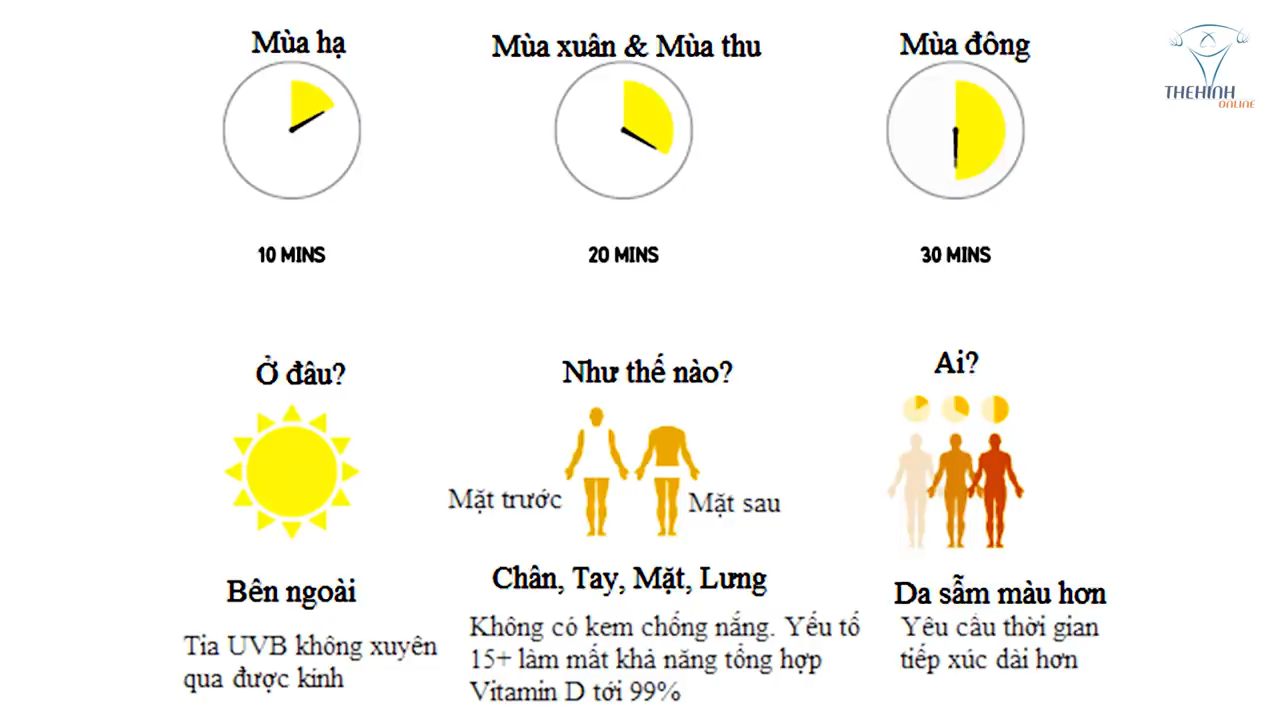 Mùa hạ
Mùa xuân & Mùa thu
Mùa đông
THEHINH
ONLINE
10 MINS
20 MINS
30 MINS
Ở đâu?
Như thế nào?
Ai?
Mặt trước
Mặt sau
Bên ngoài
Chân, Tay, Mặt, Lưng
Da sẫm màu hơn
Tia UVB không xuyên
qua được kính
Không có kem chống nắng. Yếu tố
15+ làm mất khả năng tổng hợp
Vitamin D tới 99%
Yêu cầu thời gian
tiếp xúc dài hơn